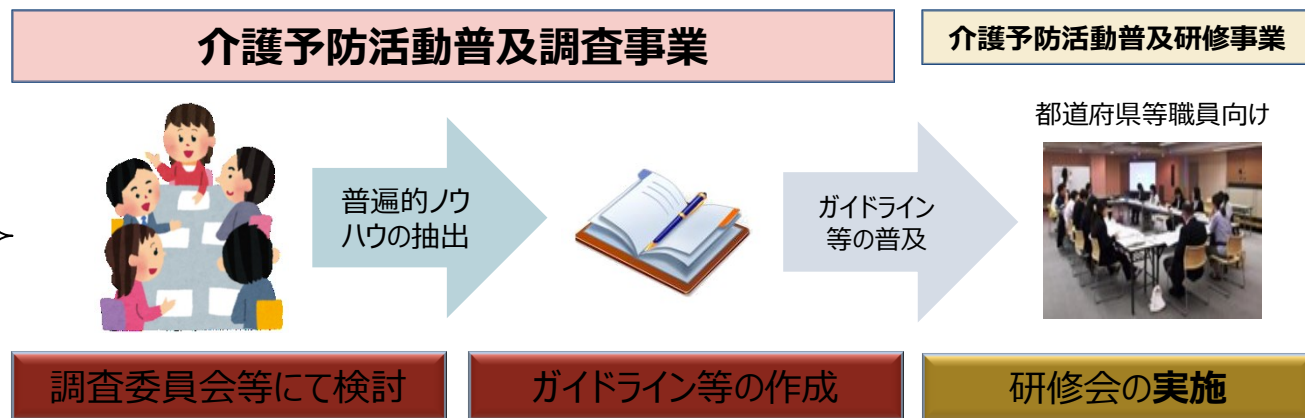 介護予防活動普及調査事業
介護予防活動普及研修事業
都道府県等職員向け
普遍的ノウ
ハウの抽出
ガイドライン
等の普及
調査委員会等にて検討
ガイドライン等の作成
研修会の実施